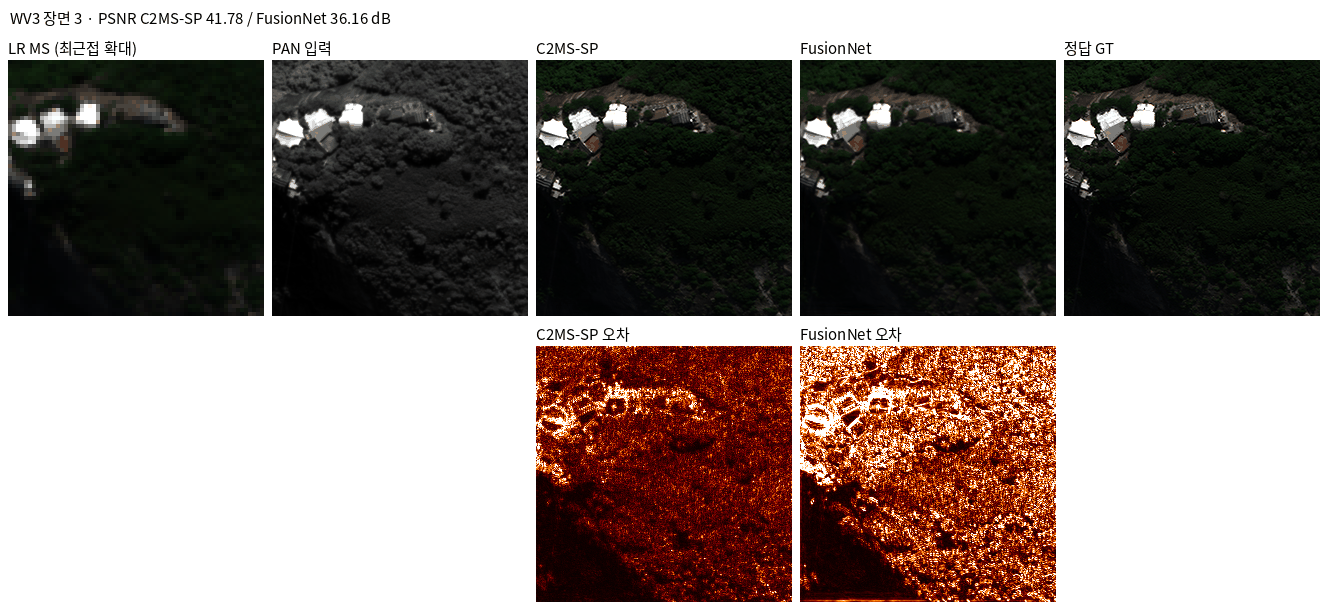 WV3 장면 3 · PSNR C2MS-SP 41.78 / FusionNet 36.16 dB
LR MS (최근접 확대)
PAN 입력
C2MS-SP
FusionNet
정답 GT
C2MS-SP 오차
FusionNet 오차